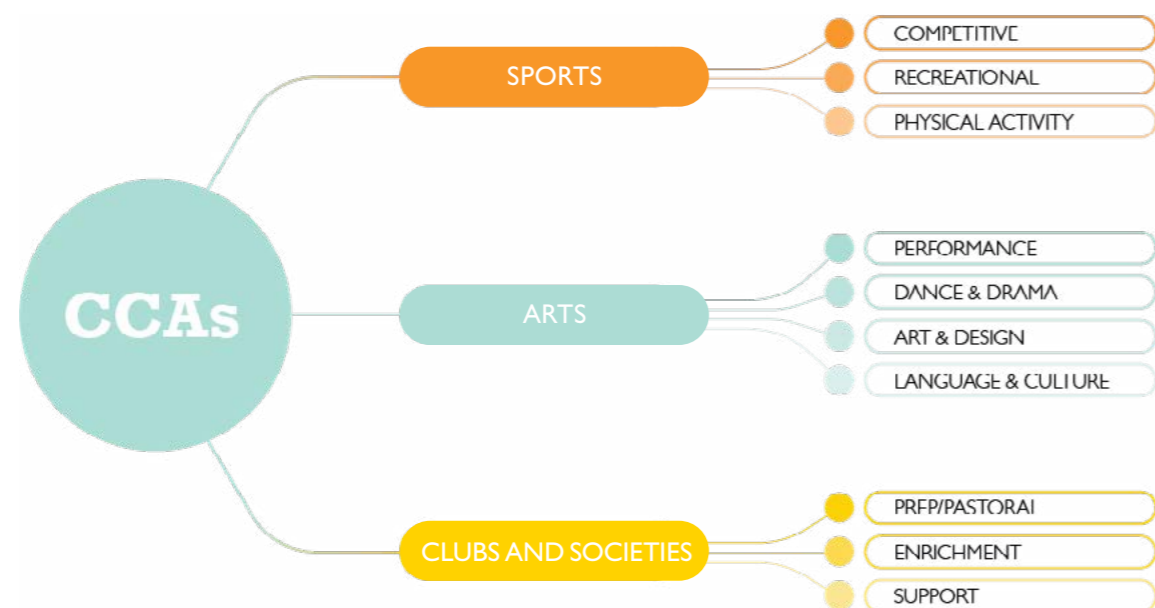 CCAs
SPORTS
COMPETITIVE
RECREATIONAL
PHYSICAL ACTIVITY
ARTS
PERFORMANCE
DANCE & DRAMA
ART & DESIGN
LANGUAGE & CULTURE
CLUBS AND SOCIETIES
PREP/PASTORAL
ENRICHMENT
SUPPORT